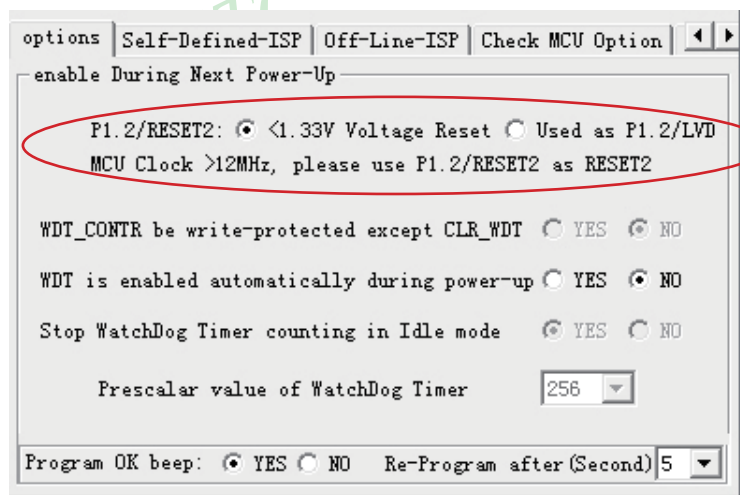 options Self-Defined-ISP Off-Line-ISP Check MCU Option
enable During Next Power-Up
P1.2/RESET2: <1.33V Voltage Reset Used as P1.2/LVD
MCU Clock >12MHz, please use P1.2/RESET2 as RESET2
WDT_CONTR be write-protected except CLR_WDT YES NO
WDT is enabled automatically during power-up YES NO
Stop WatchDog Timer counting in Idle mode YES NO
Prescalar value of WatchDog Timer 256
Program OK beep: YES NO Re-Program after(Second) 5